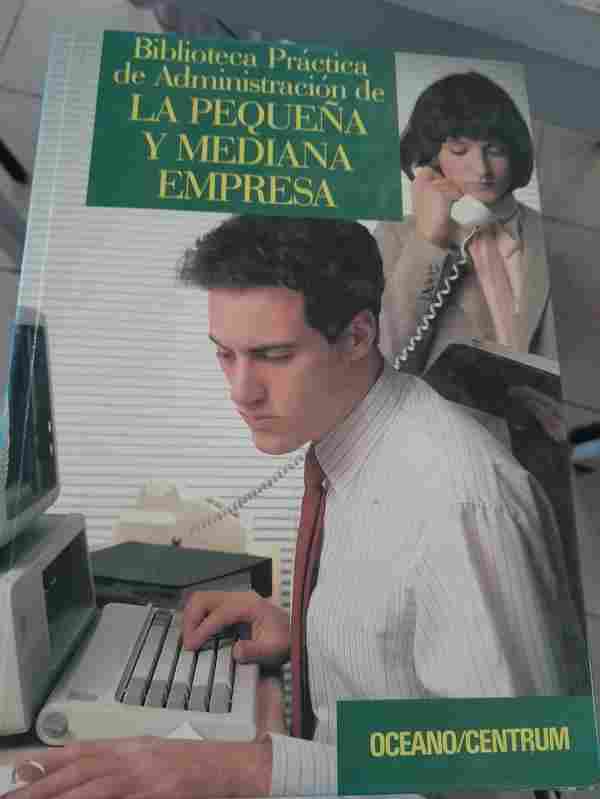 Biblioteca Práctica
de Administración de
LA PEQUEÑA
Y MEDIANA
EMPRESA
OCEANO/CENTRUM